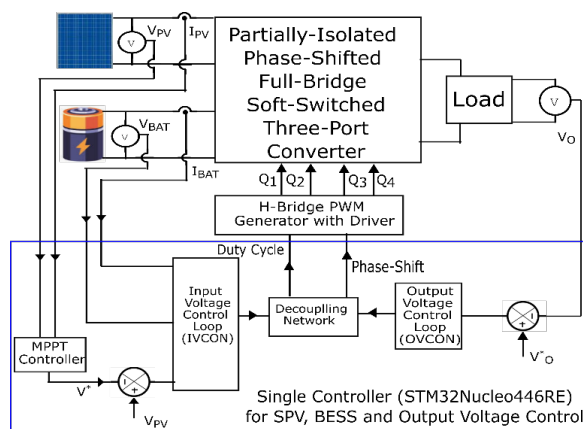 V_PV
I_PV
V
Partially-Isolated
Phase-Shifted
Full-Bridge
Soft-Switched
Three-Port
Converter
Load
V
V_O
V_BAT
V
I_BAT
Q1 Q2 Q3 Q4
H-Bridge PWM
Generator with Driver
Duty Cycle
Phase-Shift
Input
Voltage
Control
Loop
(IVCON)
Decouplling
Network
Output
Voltage
Control
Loop
(OVCON)
MPPT
Controller
V*
V_PV
V*_O
Single Controller (STM32Nucleo446RE)
for SPV, BESS and Output Voltage Control